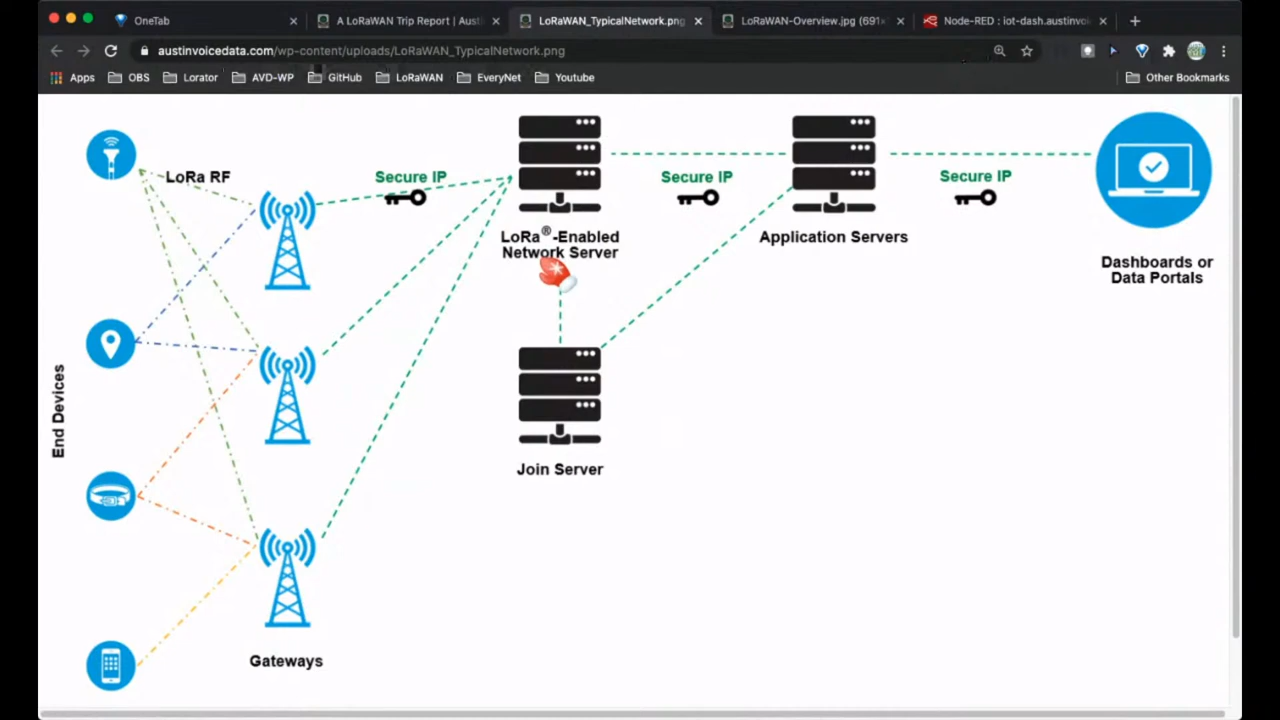 OneTab
A LoRaWAN Trip Report | Austi
LoRaWAN_TypicalNetwork.png
LoRaWAN-Overview.jpg (691×
Node-RED : iot-dash.austinvoi
austinvoicedata.com/wp-content/uploads/LoRaWAN_TypicalNetwork.png
Apps
OBS
Lorator
AVD-WP
GitHub
LoRaWAN
EveryNet
Youtube
Other Bookmarks
LoRa RF
Secure IP
Secure IP
Secure IP
LoRa®-Enabled
Network Server
Application Servers
Dashboards or
Data Portals
End Devices
Join Server
Gateways